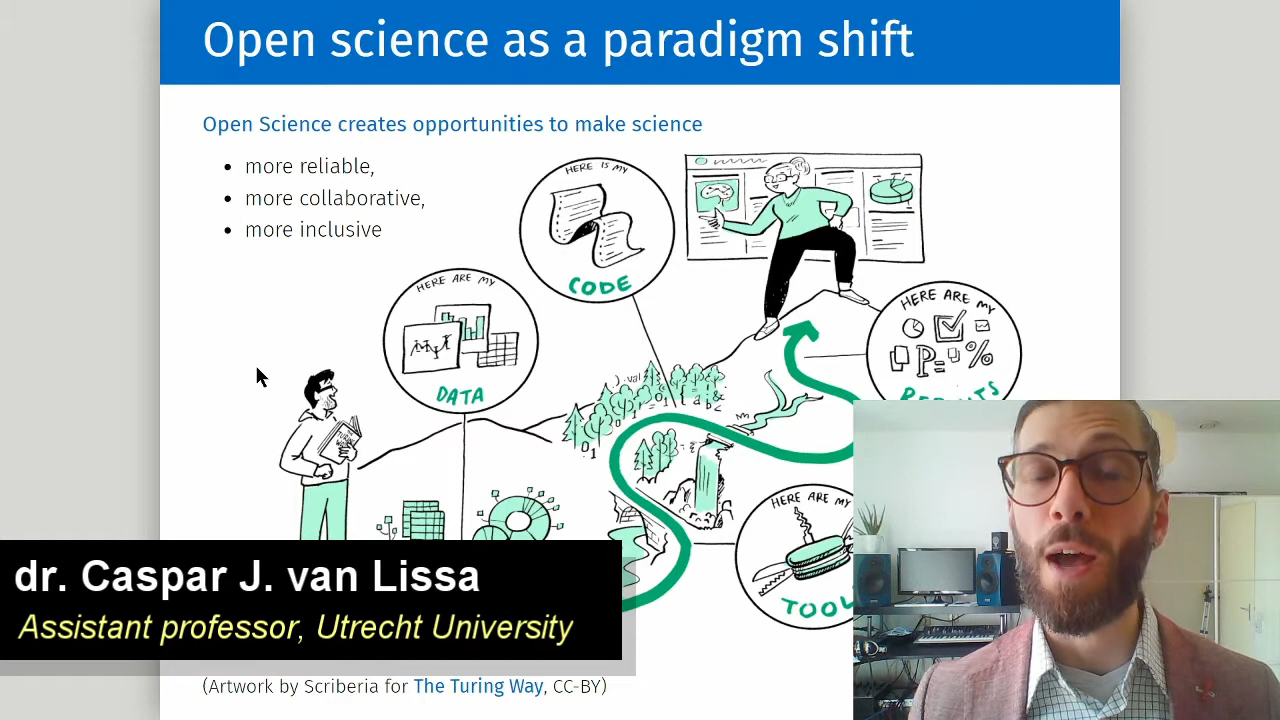 Open science as a paradigm shift
Open Science creates opportunities to make science
• more reliable,
• more collaborative,
• more inclusive
HERE IS MY
CODE
HERE ARE MY
DATA
HERE ARE MY
P= %
HERE ARE MY
TOOL
dr. Caspar J. van Lissa
Assistant professor, Utrecht University
(Artwork by Scriberia for The Turing Way, CC-BY)